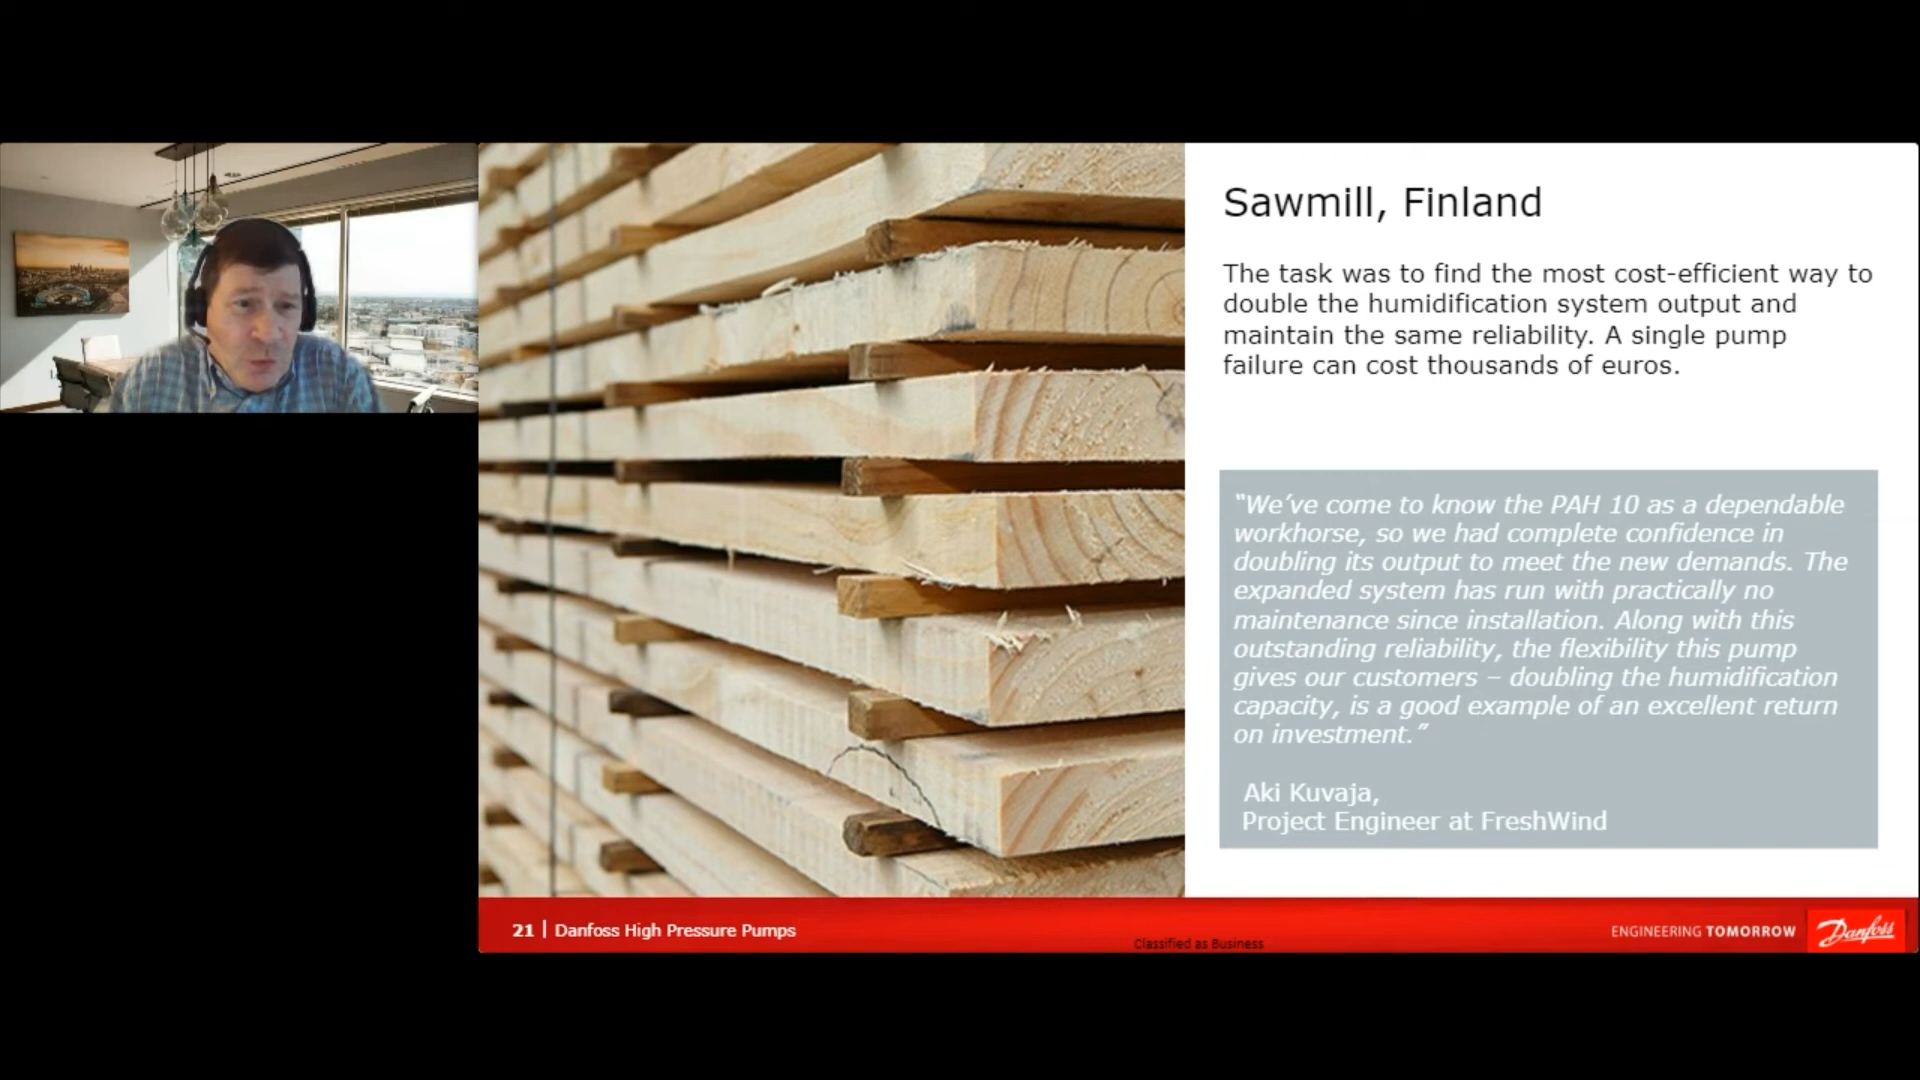 Sawmill, Finland
The task was to find the most cost-efficient way to
double the humidification system output and
maintain the same reliability. A single pump
failure can cost thousands of euros.
“We’ve come to know the PAH 10 as a dependable
workhorse, so we had complete confidence in
doubling its output to meet the new demands. The
expanded system has run with practically no
maintenance since installation. Along with this
outstanding reliability, the flexibility this pump
gives our customers – doubling the humidification
capacity, is a good example of an excellent return
on investment.”
Aki Kuvaja,
Project Engineer at FreshWind
21 | Danfoss High Pressure Pumps
Classified as Business
ENGINEERING TOMORROW
Danfoss